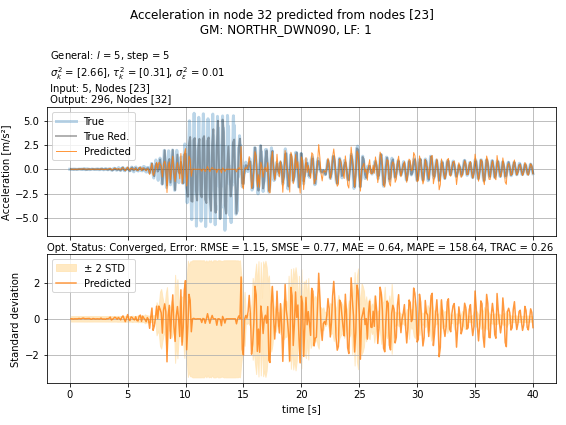 Acceleration in node 32 predicted from nodes [23]
GM: NORTHR_DWN090, LF: 1
General: l = 5, step = 5
σ²ₖ = [2.66], τ²ₖ = [0.31], σ²ε = 0.01
Input: 5, Nodes [23]
Output: 296, Nodes [32]
Acceleration [m/s²]
5.0
2.5
0.0
−2.5
−5.0
True
True Red.
Predicted
Opt. Status: Converged, Error: RMSE = 1.15, SMSE = 0.77, MAE = 0.64, MAPE = 158.64, TRAC = 0.26
Standard deviation
2
0
−2
± 2 STD
Predicted
0 5 10 15 20 25 30 35 40
time [s]